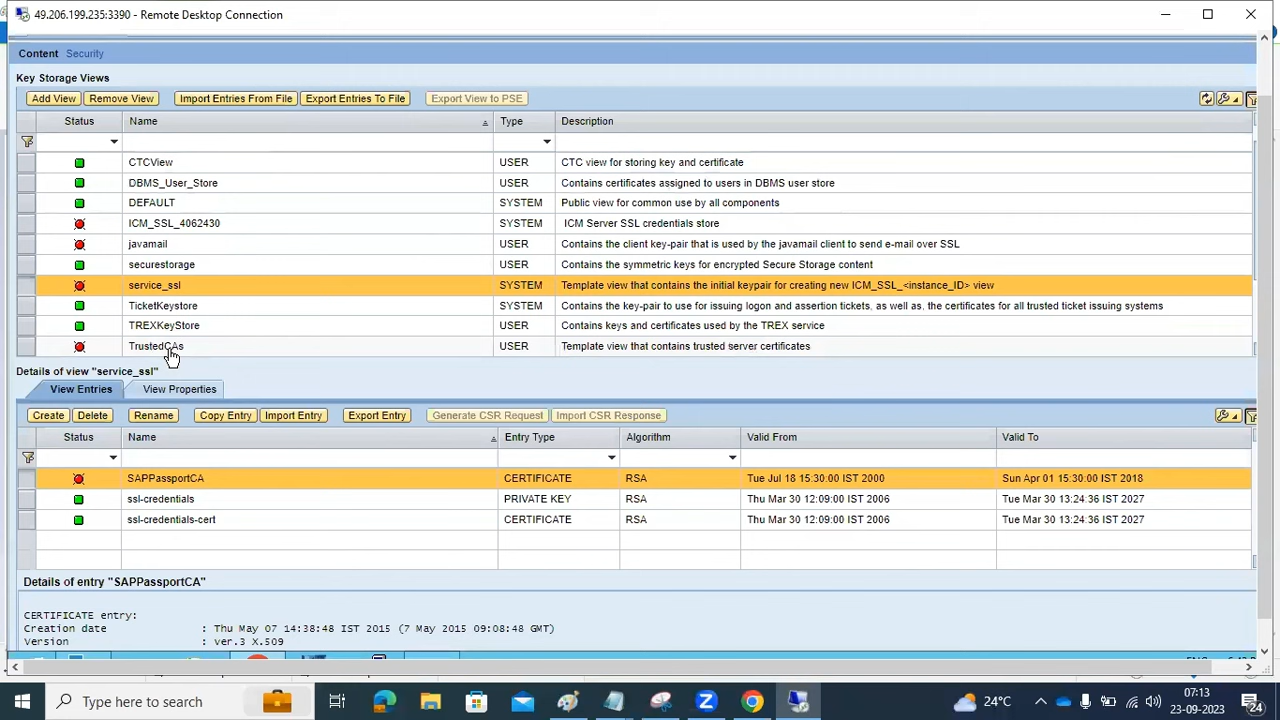 49.206.199.235:3390 - Remote Desktop Connection
Content Security
Key Storage Views
Add View Remove View Import Entries From File Export Entries To File Export View to PSE
Status Name Type Description
CTCView USER CTC view for storing key and certificate
DBMS_User_Store USER Contains certificates assigned to users in DBMS user store
DEFAULT SYSTEM Public view for common use by all components
ICM_SSL_4062430 SYSTEM ICM Server SSL credentials store
javamail USER Contains the client key-pair that is used by the javamail client to send e-mail over SSL
securestorage USER Contains the symmetric keys for encrypted Secure Storage content
service_ssl SYSTEM Template view that contains the initial keypair for creating new ICM_SSL_<instance_ID> view
TicketKeystore SYSTEM Contains the key-pair to use for issuing logon and assertion tickets, as well as, the certificates for all trusted ticket issuing systems
TREXKeyStore USER Contains keys and certificates used by the TREX service
TrustedCAs USER Template view that contains trusted server certificates
Details of view "service_ssl"
View Entries View Properties
Create Delete Rename Copy Entry Import Entry Export Entry Generate CSR Request Import CSR Response
Status Name Entry Type Algorithm Valid From Valid To
SAPPassportCA CERTIFICATE RSA Tue Jul 18 15:30:00 IST 2000 Sun Apr 01 15:30:00 IST 2018
ssl-credentials PRIVATE KEY RSA Thu Mar 30 12:09:00 IST 2006 Tue Mar 30 13:24:36 IST 2027
ssl-credentials-cert CERTIFICATE RSA Thu Mar 30 12:09:00 IST 2006 Tue Mar 30 13:24:36 IST 2027
Details of entry "SAPPassportCA"
CERTIFICATE entry:
Creation date : Thu May 07 14:38:48 IST 2015 (7 May 2015 09:08:48 GMT)
Version : ver.3 X.509
Type here to search
24°C
07:13
23-09-2023
24